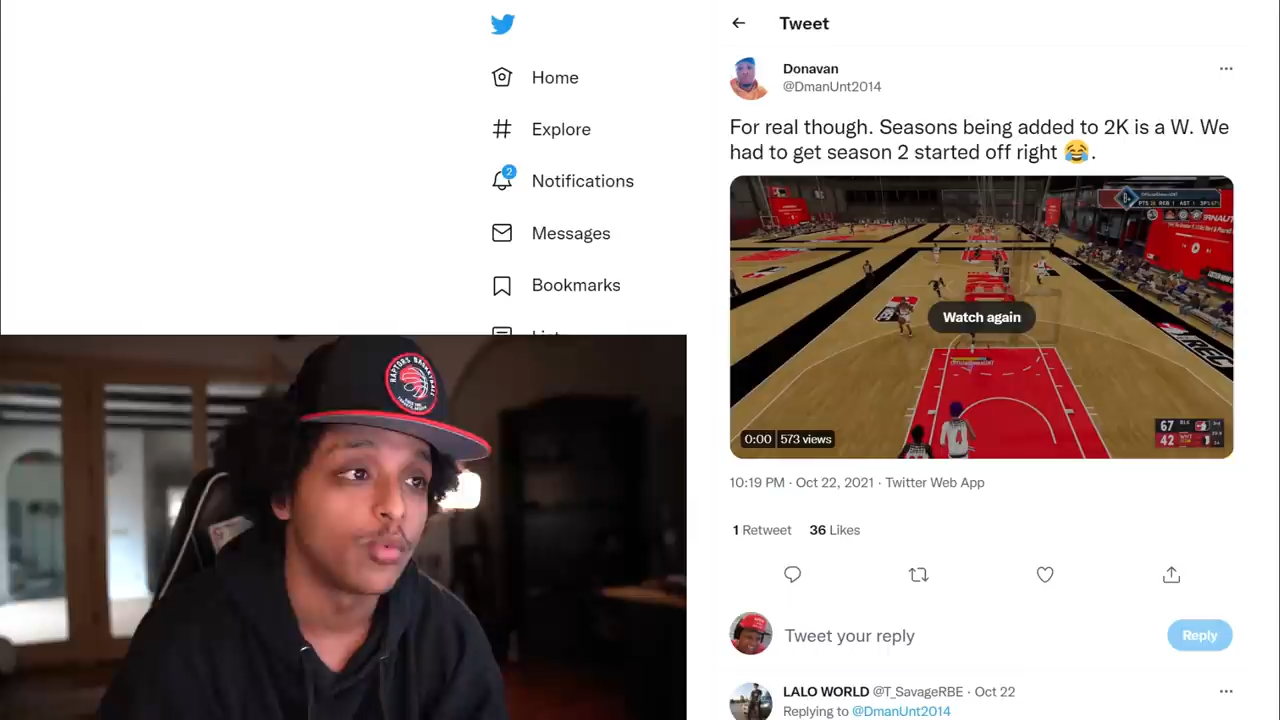 Home
Explore
2
Notifications
Messages
Bookmarks
RAPTORS BASKETBALL
Tweet
Donavan
@DmanUnt2014
For real though. Seasons being added to 2K is a W. We
had to get season 2 started off right 😂.
Watch again
67 BLK
42
0:00 573 views
10:19 PM · Oct 22, 2021 · Twitter Web App
1 Retweet 36 Likes
Tweet your reply
Reply
LALO WORLD @T_SavageRBE · Oct 22
Replying to @DmanUnt2014